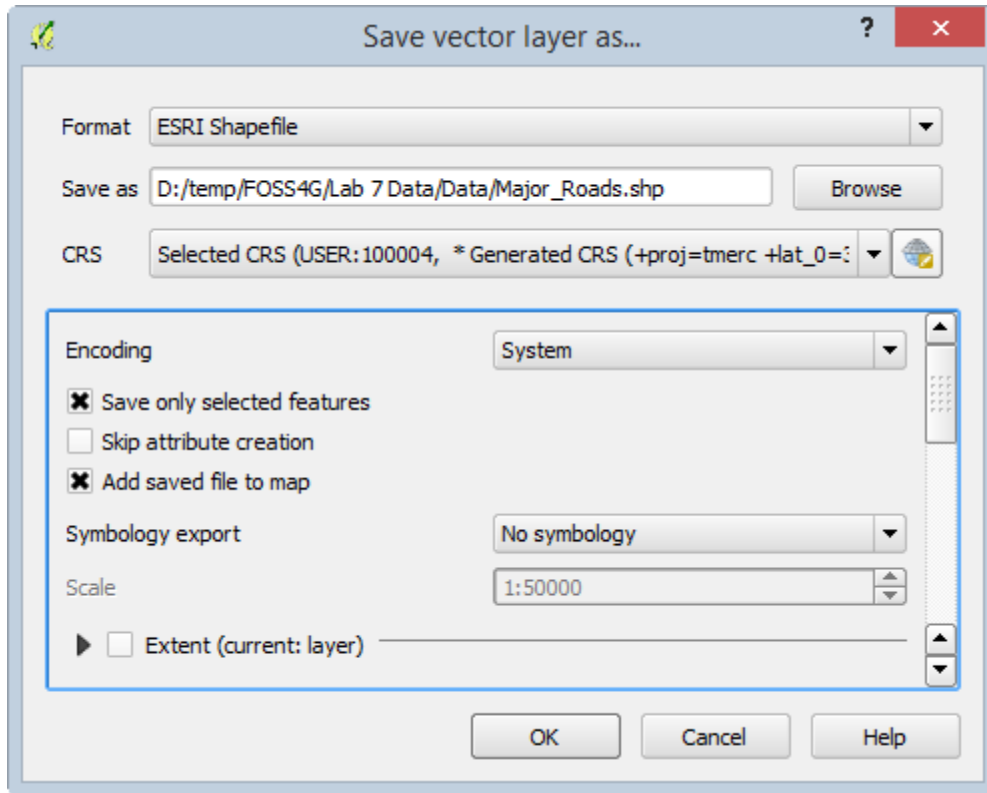 Save vector layer as...
?
Format ESRI Shapefile
Save as D:/temp/FOSS4G/Lab 7 Data/Data/Major_Roads.shp Browse
CRS Selected CRS (USER:100004, * Generated CRS (+proj=tmerc +lat_0=
Encoding System
Save only selected features
Skip attribute creation
Add saved file to map
Symbology export No symbology
Scale 1:50000
Extent (current: layer)
OK Cancel Help